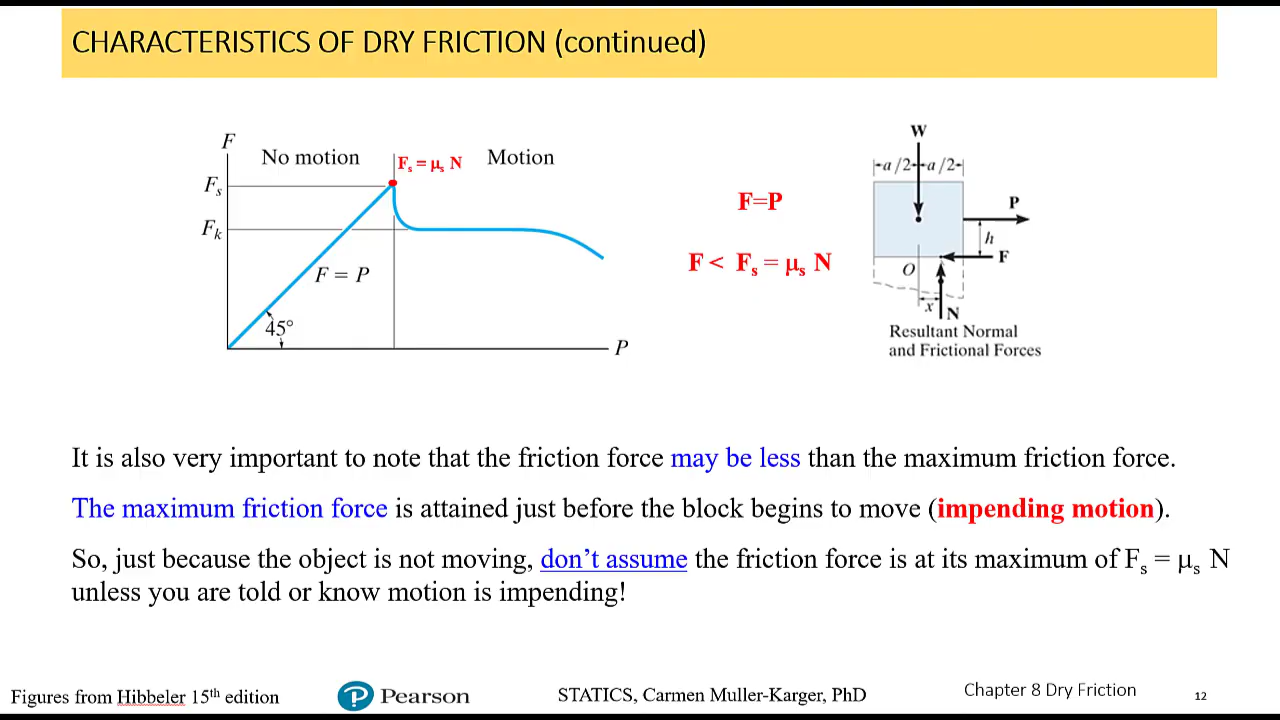 CHARACTERISTICS OF DRY FRICTION (continued)
F
No motion
Fₛ = μₛ N
Motion
Fₛ
Fₖ
F = P
45°
P
F=P
F < Fₛ = μₛ N
W
a/2
a/2
P
h
F
O
x
N
Resultant Normal
and Frictional Forces
It is also very important to note that the friction force may be less than the maximum friction force.
The maximum friction force is attained just before the block begins to move (impending motion).
So, just because the object is not moving, don’t assume the friction force is at its maximum of Fₛ = μₛ N
unless you are told or know motion is impending!
Figures from Hibbeler 15th edition
P Pearson
STATICS, Carmen Muller-Karger, PhD
Chapter 8 Dry Friction
12